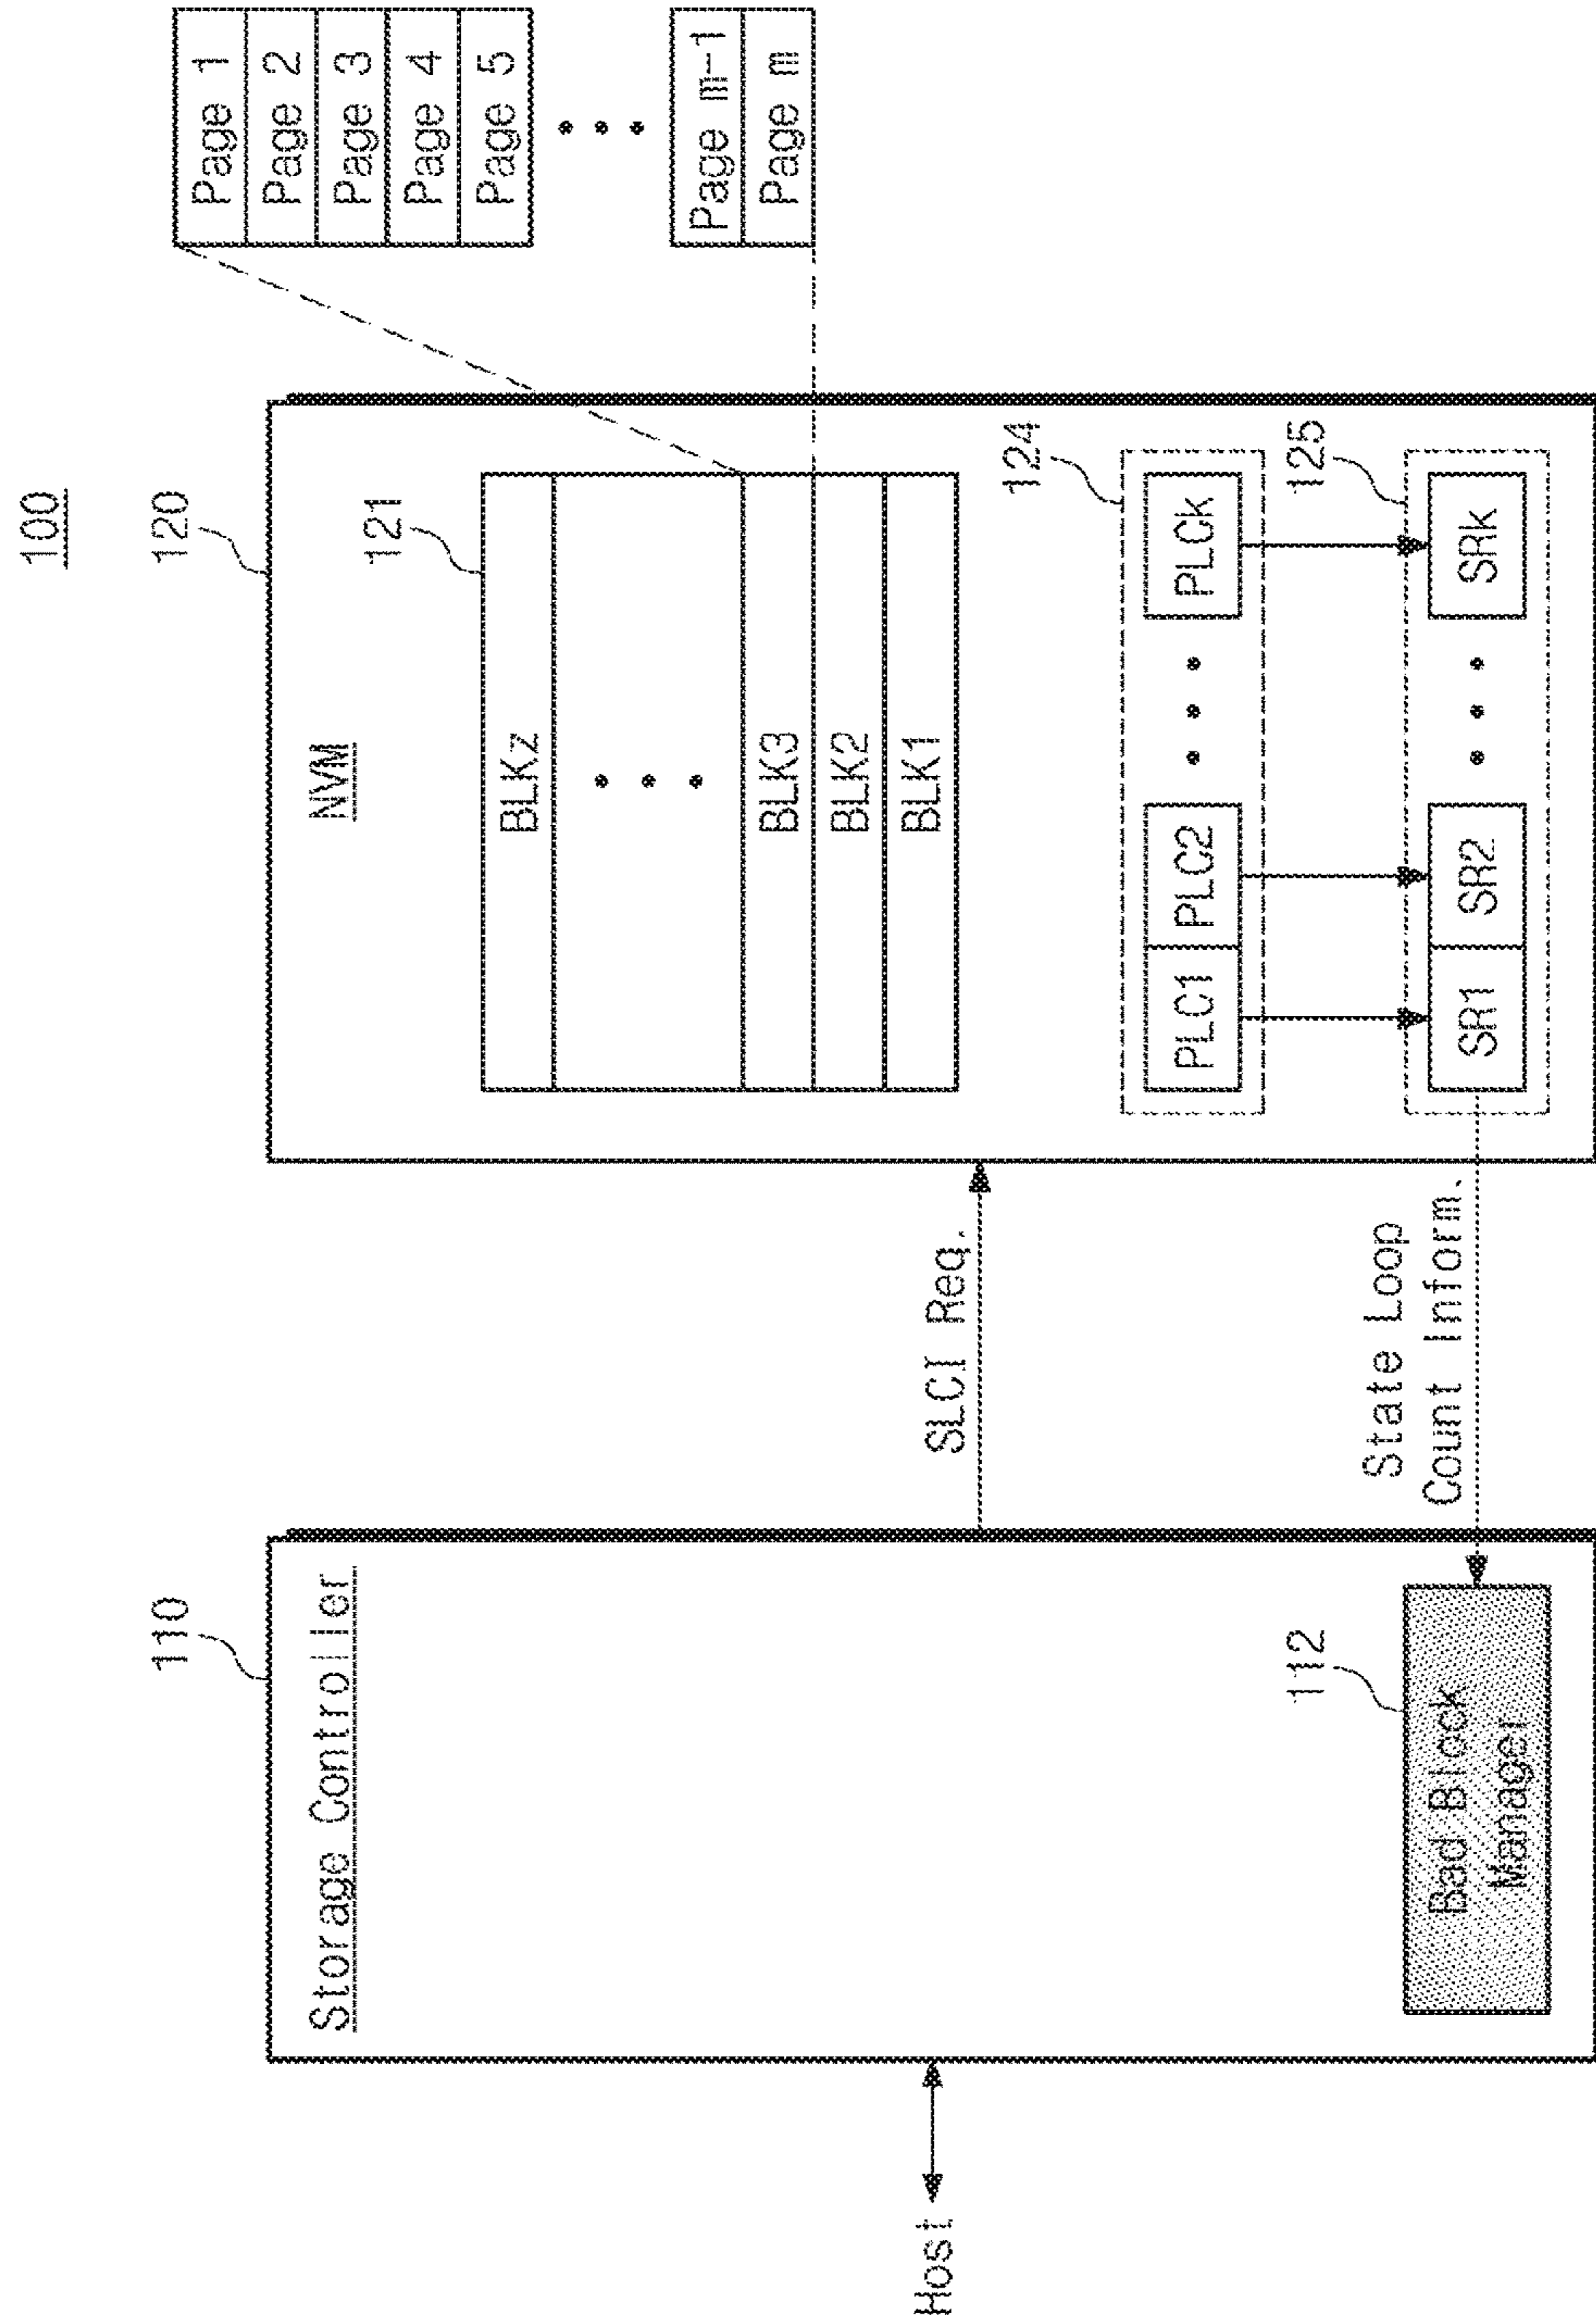 100
120
110
NVM
Storage Controller
121
BLKz
BLK3
BLK2
BLK1
Page 1
Page 2
Page 3
Page 4
Page 5
Page m-1
Page m
Host
SLCI Req.
124
PLC1
PLC2
PLCk
125
SR1
SR2
SRk
State Loop
Count Inform.
112
Bad Block
Manager